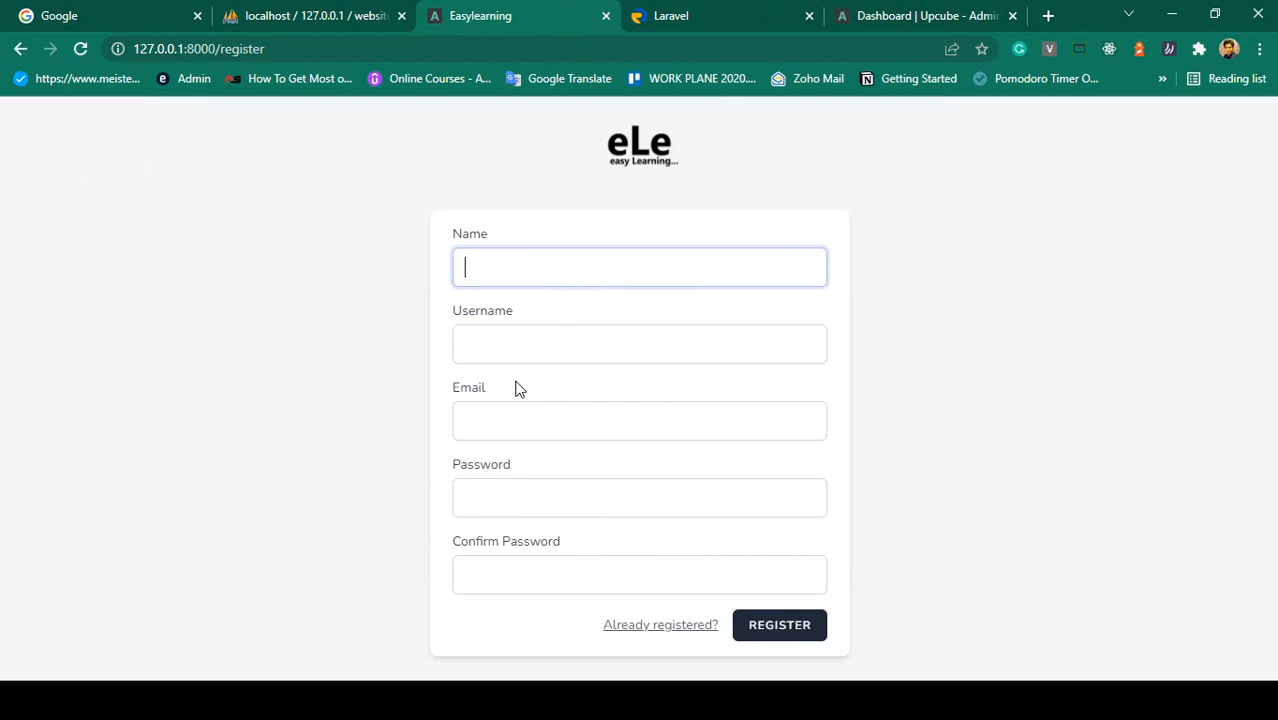 Google
localhost / 127.0.0.1 / website
Easylearning
Laravel
Dashboard | Upcube - Admin
127.0.0.1:8000/register
https://www.meiste...
Admin
How To Get Most o...
Online Courses - A...
Google Translate
WORK PLANE 2020....
Zoho Mail
Getting Started
Pomodoro Timer O...
»
Reading list
eLe
easy Learning...
Name
Username
Email
Password
Confirm Password
Already registered?
REGISTER